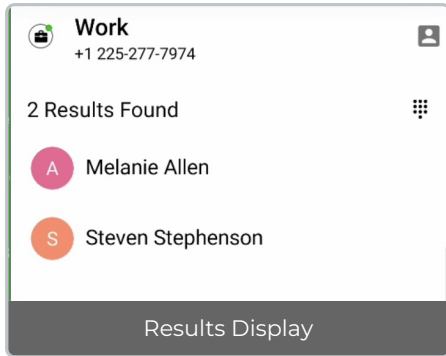 Work
+1 225-277-7974
2 Results Found
A Melanie Allen
S Steven Stephenson
Results Display